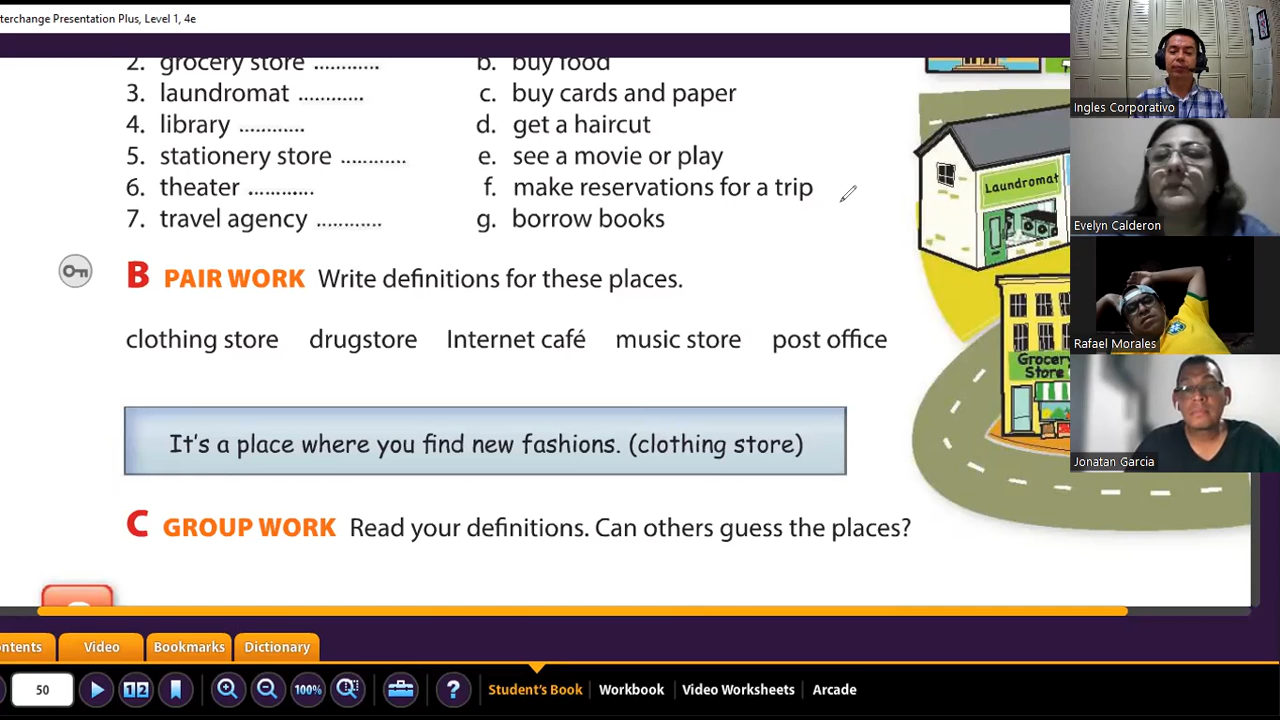 terchange Presentation Plus, Level 1, 4e
2. grocery store ............ b. buy food
3. laundromat ............ c. buy cards and paper
4. library ............ d. get a haircut
5. stationery store ............ e. see a movie or play
6. theater ............ f. make reservations for a trip
7. travel agency ............ g. borrow books
B PAIR WORK Write definitions for these places.
clothing store drugstore Internet café music store post office
It's a place where you find new fashions. (clothing store)
C GROUP WORK Read your definitions. Can others guess the places?
Laundromat
Grocery
Store
Ingles Corporativo
Evelyn Calderon
Rafael Morales
Jonatan Garcia
ontents Video Bookmarks Dictionary
50 12 100% ? Student's Book Workbook Video Worksheets Arcade